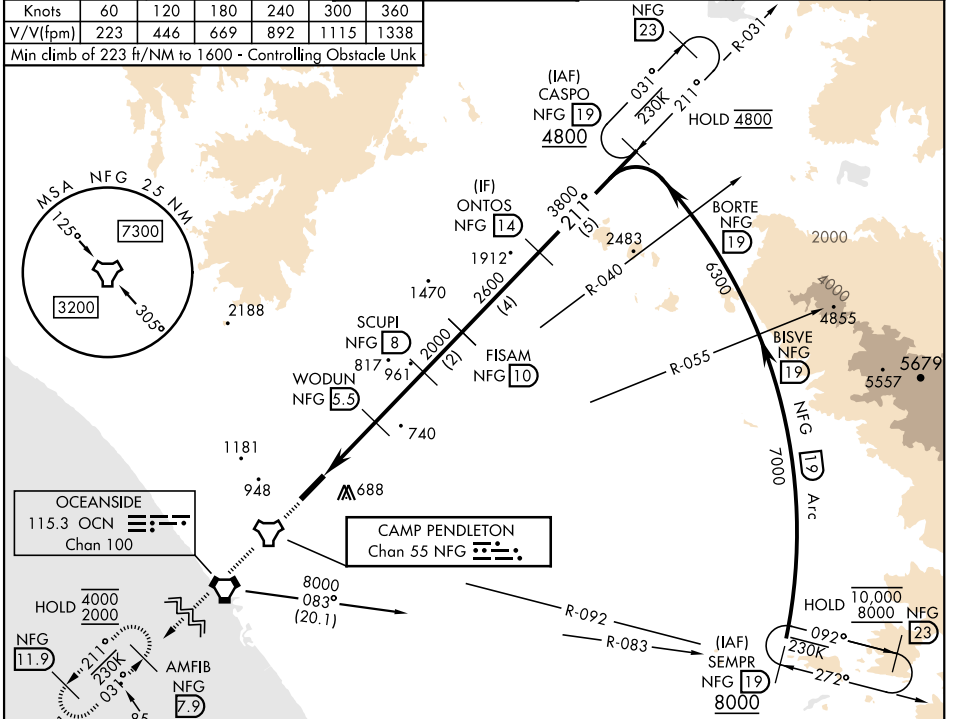 Knots 60 120 180 240 300 360
V/V(fpm) 223 446 669 892 1115 1338
Min climb of 223 ft/NM to 1600 - Controlling Obstacle Unk
NFG
23
R-031
031°
230K
211°
(IAF)
CASPO
NFG 19
4800
HOLD 4800
MSA NFG 25 NM
125°
7300
3200
305°
(IF)
ONTOS
NFG 14
3800
211°
(5)
BORTE
NFG
19
2483
2000
1912
R-040
6300
2600
(4)
1470
4000
4855
2188
SCUPI
NFG 8
2000
(2)
817
961
FISAM
NFG 10
BISVE
NFG
19
R-055
5557
5679
WODUN
NFG 5.5
740
NFG 19 Arc
7000
1181
948
688
OCEANSIDE
115.3 OCN
Chan 100
CAMP PENDLETON
Chan 55 NFG
8000
083°
(20.1)
R-092
R-083
HOLD 4000
2000
NFG
11.9
211°
230K
031°
AMFIB
NFG
7.9
(IAF)
SEMPR
NFG 19
8000
HOLD 10,000
8000
NFG
23
092°
230K
272°